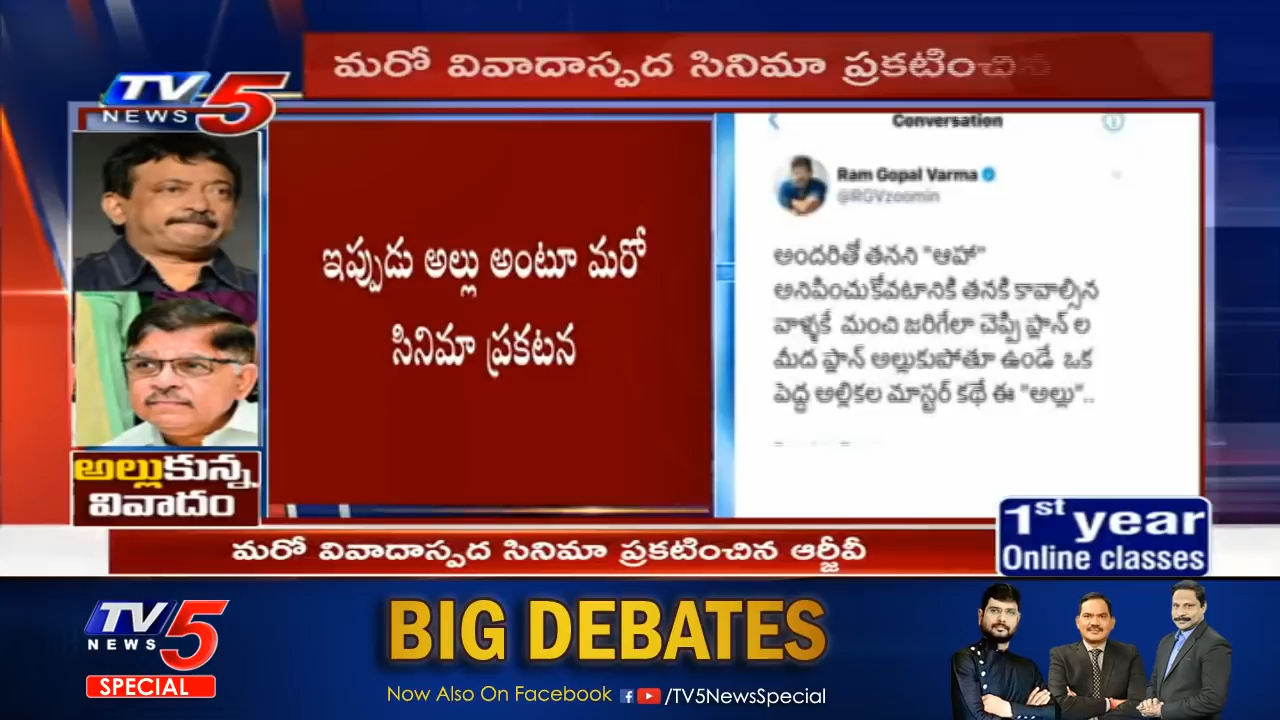 మరో వివాదాస్పద సినిమా ప్రకటించిన
TV5
NEWS
Conversation
Ram Gopal Varma
@RGVzoomin
ఇప్పుడు అల్లు అంటూ మరో
సినిమా ప్రకటన
అందరితో తనని "ఆహా"
అనిపించుకోవటానికి తనకి కావాల్సిన
వాళ్లకే మంచి జరిగేలా చెప్పి ప్లాన్ ల
మీద ప్లాన్ అల్లుకుపోతూ ఉండే ఒక
పెద్ద అల్లికల మాస్టర్ కథే ఈ "అల్లు"..
అల్లుకున్న
వివాదం
మరో వివాదాస్పద సినిమా ప్రకటించిన ఆర్జీవీ
1st year
Online classes
TV5
NEWS
SPECIAL
BIG DEBATES
Now Also On Facebook /TV5NewsSpecial